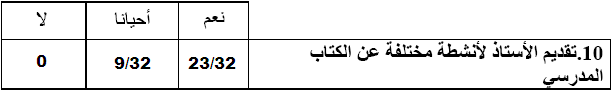 نعم أحيانا لا
10.تقديم الأستاذ لأنشطة مختلفة عن الكتاب 23/32 9/32 0
المدرسي